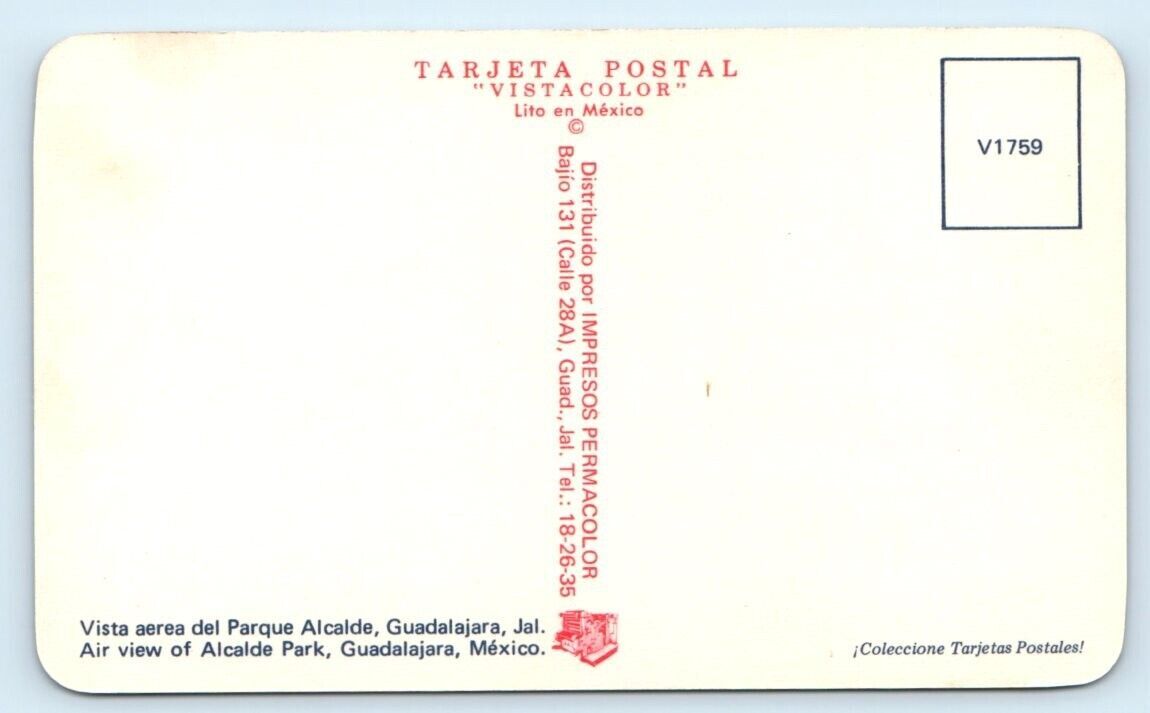 TARJETA POSTAL
"VISTACOLOR"
Lito en México
©
V1759
Distribuido por IMPRESOS PERMACOLOR
Bajío 131 (Calle 28A), Guad., Jal. Tel.: 18-26-35
Vista aerea del Parque Alcalde, Guadalajara, Jal.
Air view of Alcalde Park, Guadalajara, México.
¡Coleccione Tarjetas Postales!